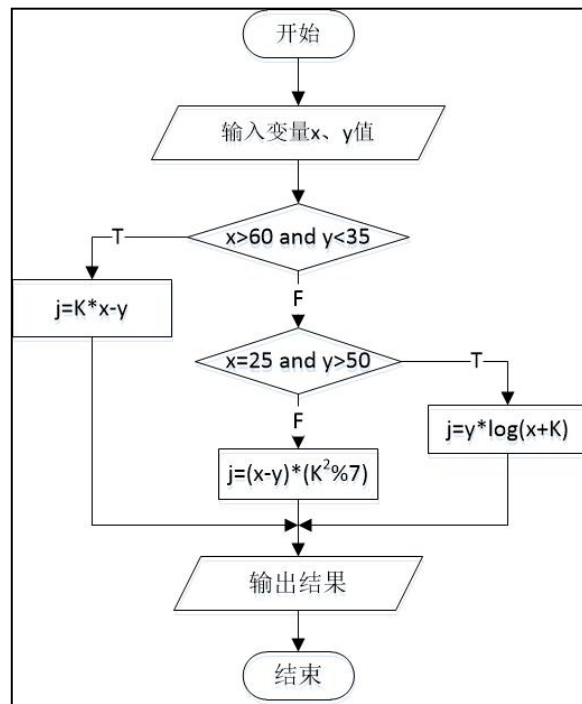 开始
输入变量x、y值
x>60 and y<35
T
j=K*x-y
F
x=25 and y>50
T
j=y*log(x+K)
F
j=(x-y)*(K²%7)
输出结果
结束